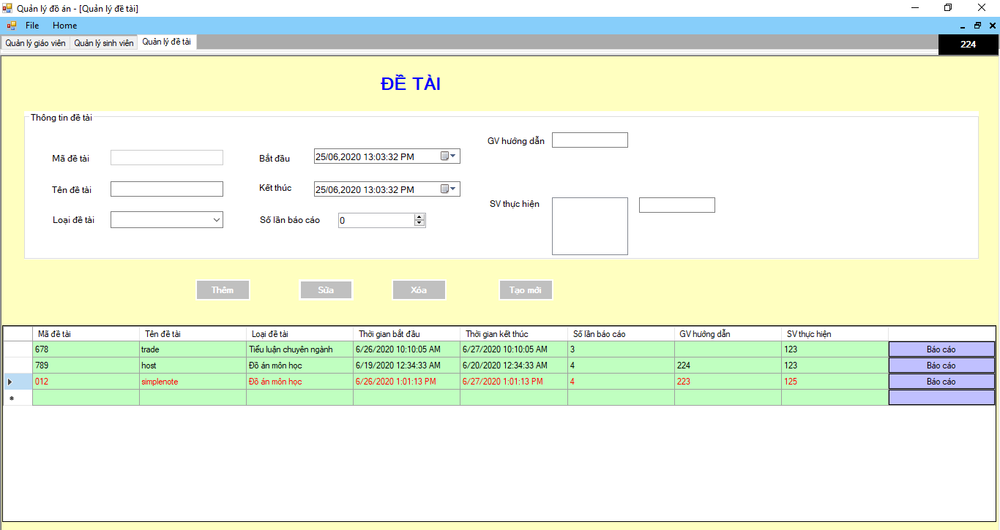 Quản lý đồ án - [Quản lý đề tài]
File Home
Quản lý giáo viên Quản lý sinh viên Quản lý đề tài
224
ĐỀ TÀI
Thông tin đề tài
Mã đề tài
Bắt đầu 25/06,2020 13:03:32 PM
GV hướng dẫn
Tên đề tài
Kết thúc 25/06,2020 13:03:32 PM
Loại đề tài
Số lần báo cáo 0
SV thực hiện
Thêm Sửa Xóa Tạo mới
Mã đề tài Tên đề tài Loại đề tài Thời gian bắt đầu Thời gian kết thúc Số lần báo cáo GV hướng dẫn SV thực hiện
678 trade Tiểu luận chuyên ngành 6/26/2020 10:10:05 AM 6/27/2020 10:10:05 AM 3 123 Báo cáo
789 host Đồ án môn học 6/19/2020 12:34:33 AM 6/20/2020 12:34:33 AM 4 224 123 Báo cáo
012 simplenote Đồ án môn học 6/26/2020 1:01:13 PM 6/27/2020 1:01:13 PM 4 223 125 Báo cáo